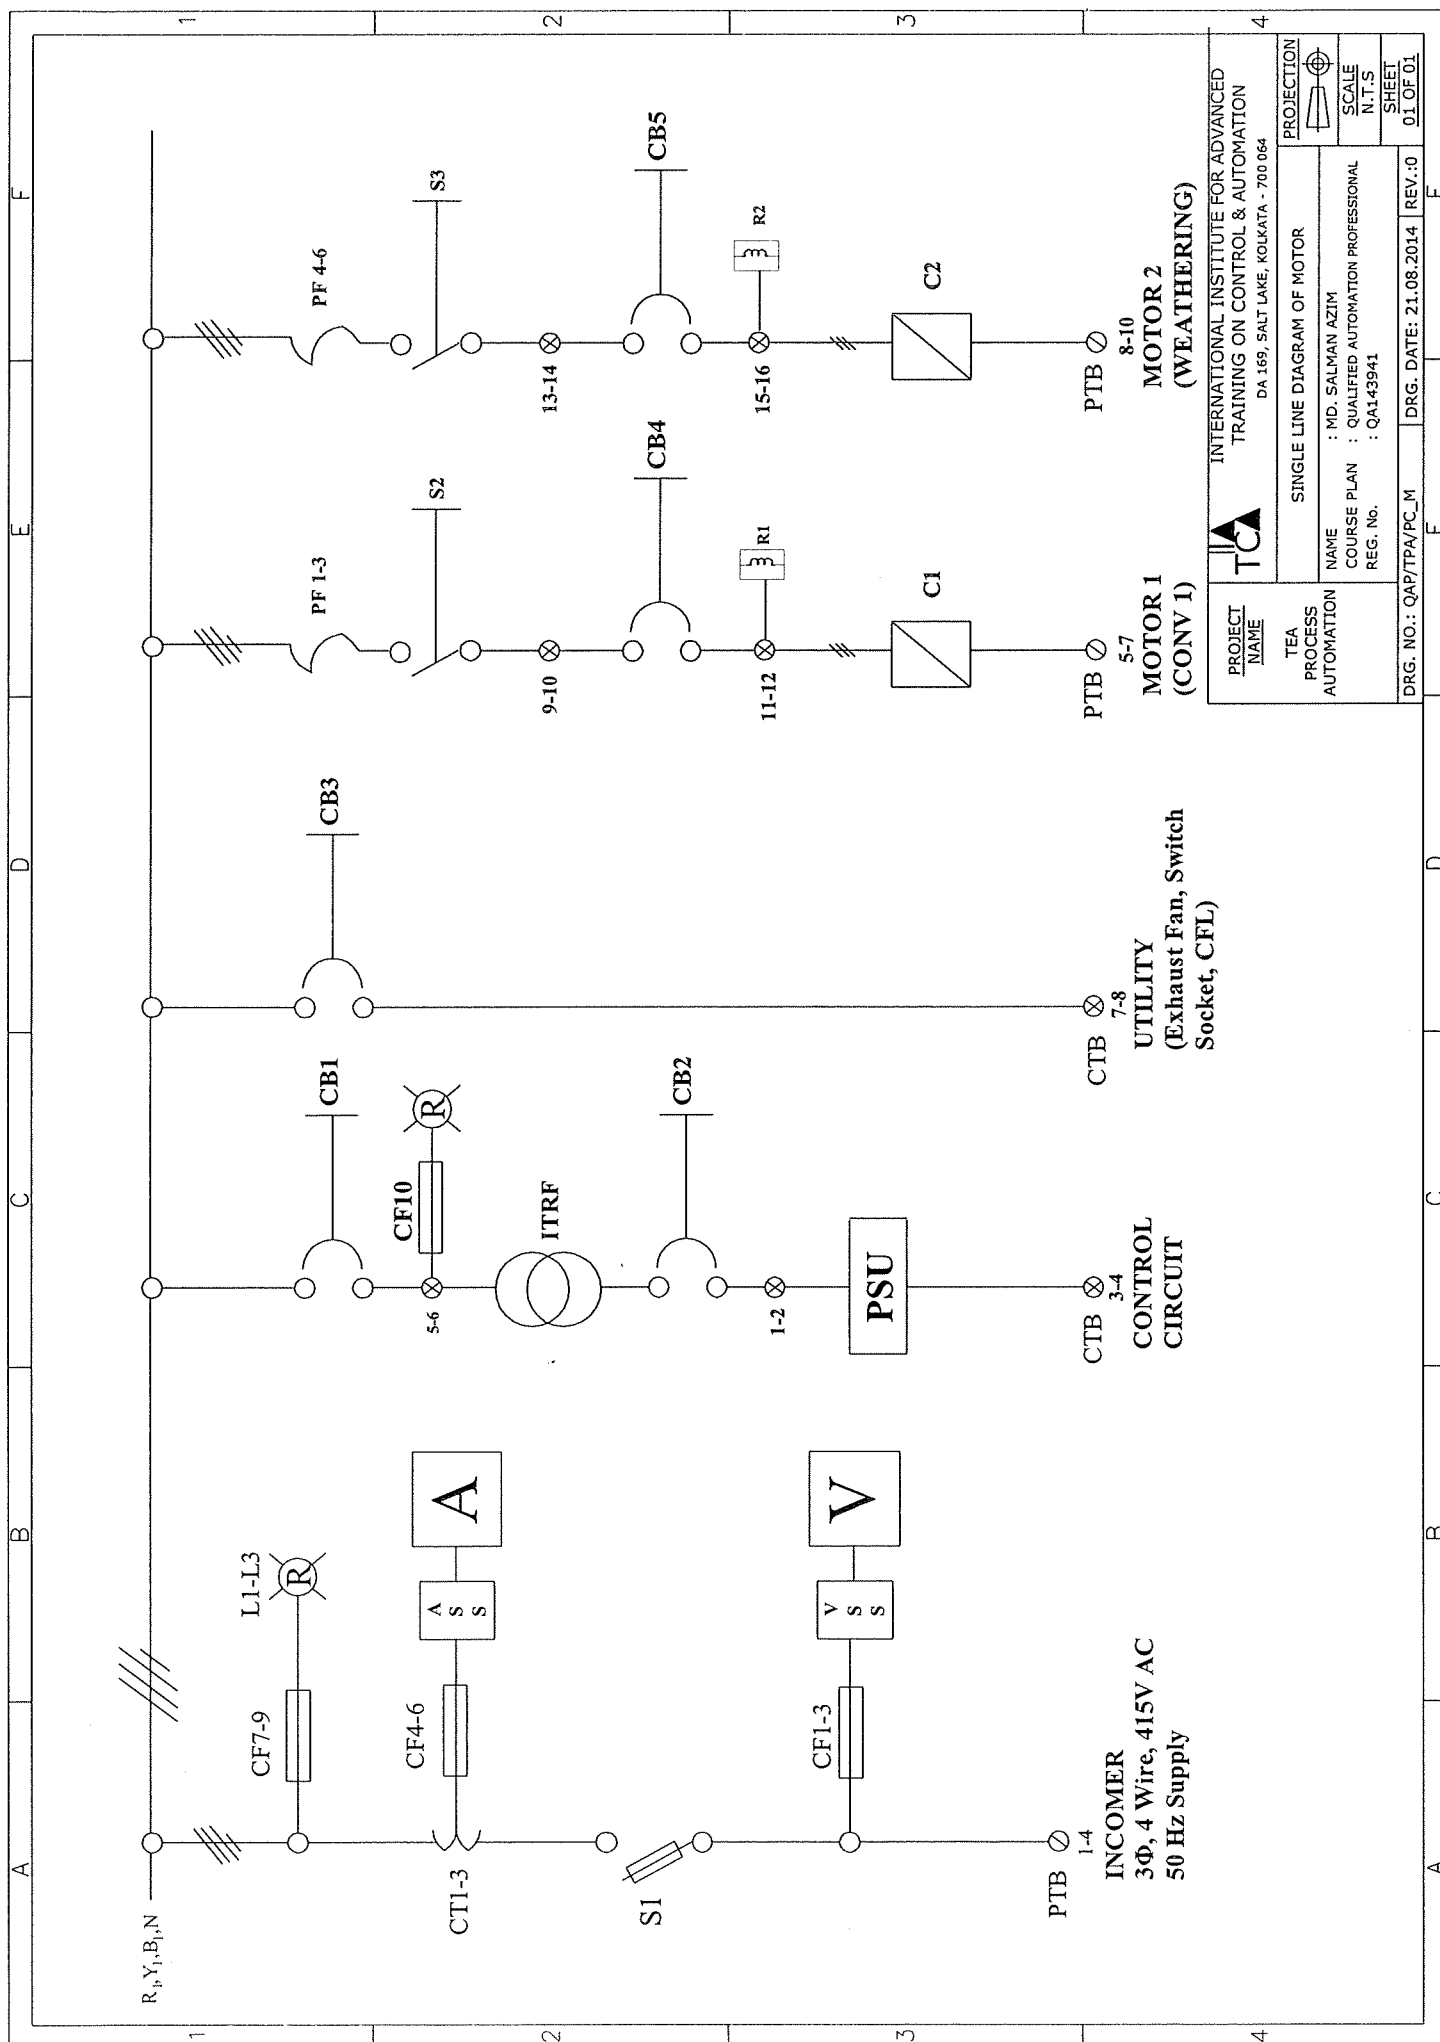 A
B
C
D
E
F
1
2
3
4
R1,Y1,B1,N
CF7-9
L1-L3
R
CT1-3
CF4-6
A
S
S
A
S1
CF1-3
V
S
S
V
PTB
1-4
INCOMER
3Φ, 4 Wire, 415V AC
50 Hz Supply
CB1
5-6
CF10
R
ITRF
CB2
1-2
PSU
CTB
3-4
CONTROL
CIRCUIT
CB3
CTB
7-8
UTILITY
(Exhaust Fan, Switch
Socket, CFL)
PF 1-3
S2
9-10
CB4
11-12
R1
C1
PTB
5-7
MOTOR 1
(CONV 1)
PF 4-6
S3
13-14
CB5
15-16
R2
C2
PTB
8-10
MOTOR 2
(WEATHERING)
PROJECT
NAME
TEA
PROCESS
AUTOMATION
IIA
TCA
INTERNATIONAL INSTITUTE FOR ADVANCED
TRAINING ON CONTROL & AUTOMATION
DA 169, SALT LAKE, KOLKATA - 700 064
SINGLE LINE DIAGRAM OF MOTOR
NAME : MD. SALMAN AZIM
COURSE PLAN : QUALIFIED AUTOMATION PROFESSIONAL
REG. No. : QA143941
PROJECTION
SCALE
N.T.S
SHEET
01 OF 01
DRG. NO.: QAP/TPA/PC_M
DRG. DATE: 21.08.2014
REV.:0
1
2
3
4
A
B
C
D
E
F